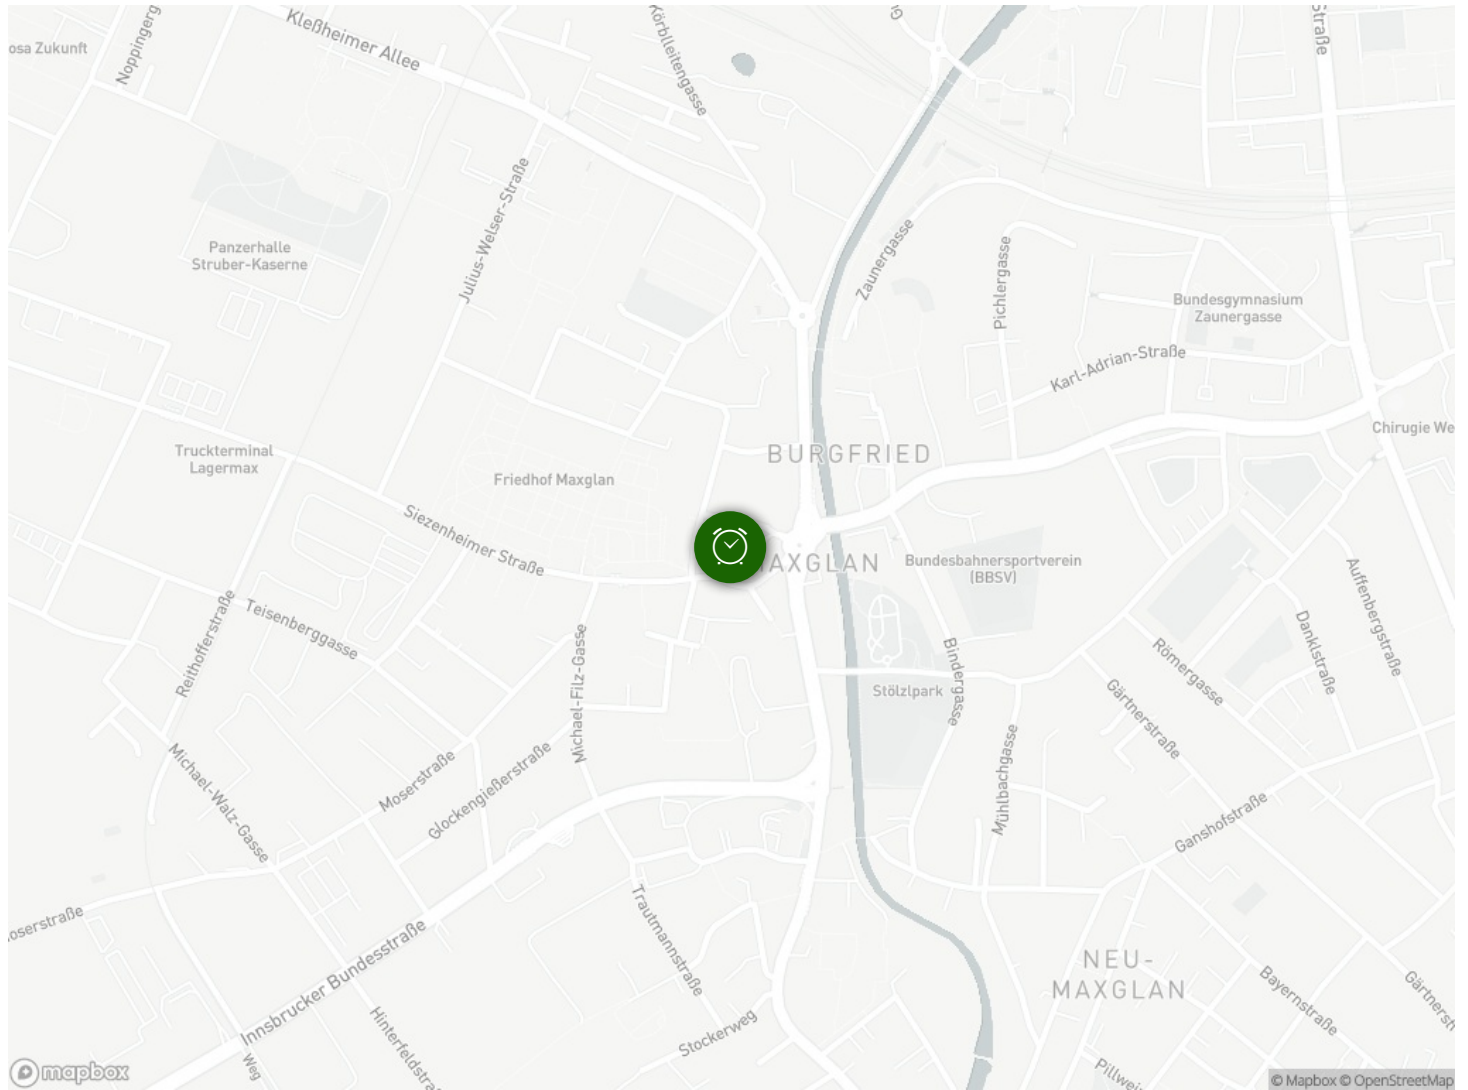 Straße
Kleßheimer Allee
Noppingerg
osa Zukunft
Körblleitengasse
Julius-Welser-Straße
Panzerhalle
Struber-Kaserne
Zaunergasse
Pichlergasse
Bundesgymnasium
Zaunergasse
Karl-Adrian-Straße
Chirugie We
Trucktermimal
Lagermax
BURGFRIED
Friedhof Maxglan
Siezenheimer Straße
AXGLAN
Bundesbahnersportverein
(BBSV)
Auffenbergstraße
Danklstraße
Teisenberggasse
Reithofferstraße
Michael-Filz-Gasse
Bindergasse
Römergasse
Stölzlpark
Gärtnerstraße
Michael-Walz-Gasse
Moserstraße
Glockengießerstraße
Mühlbachgasse
Ganshofstraße
oserstraße
Innsbrucker Bundesstraße
Trautmannstraße
NEU-
MAXGLAN
Bayernstraße
Gärtnerst
Hinterfeldstra
Stockerweg
Weg
Pillwei
mapbox
© Mapbox © OpenStreetMap